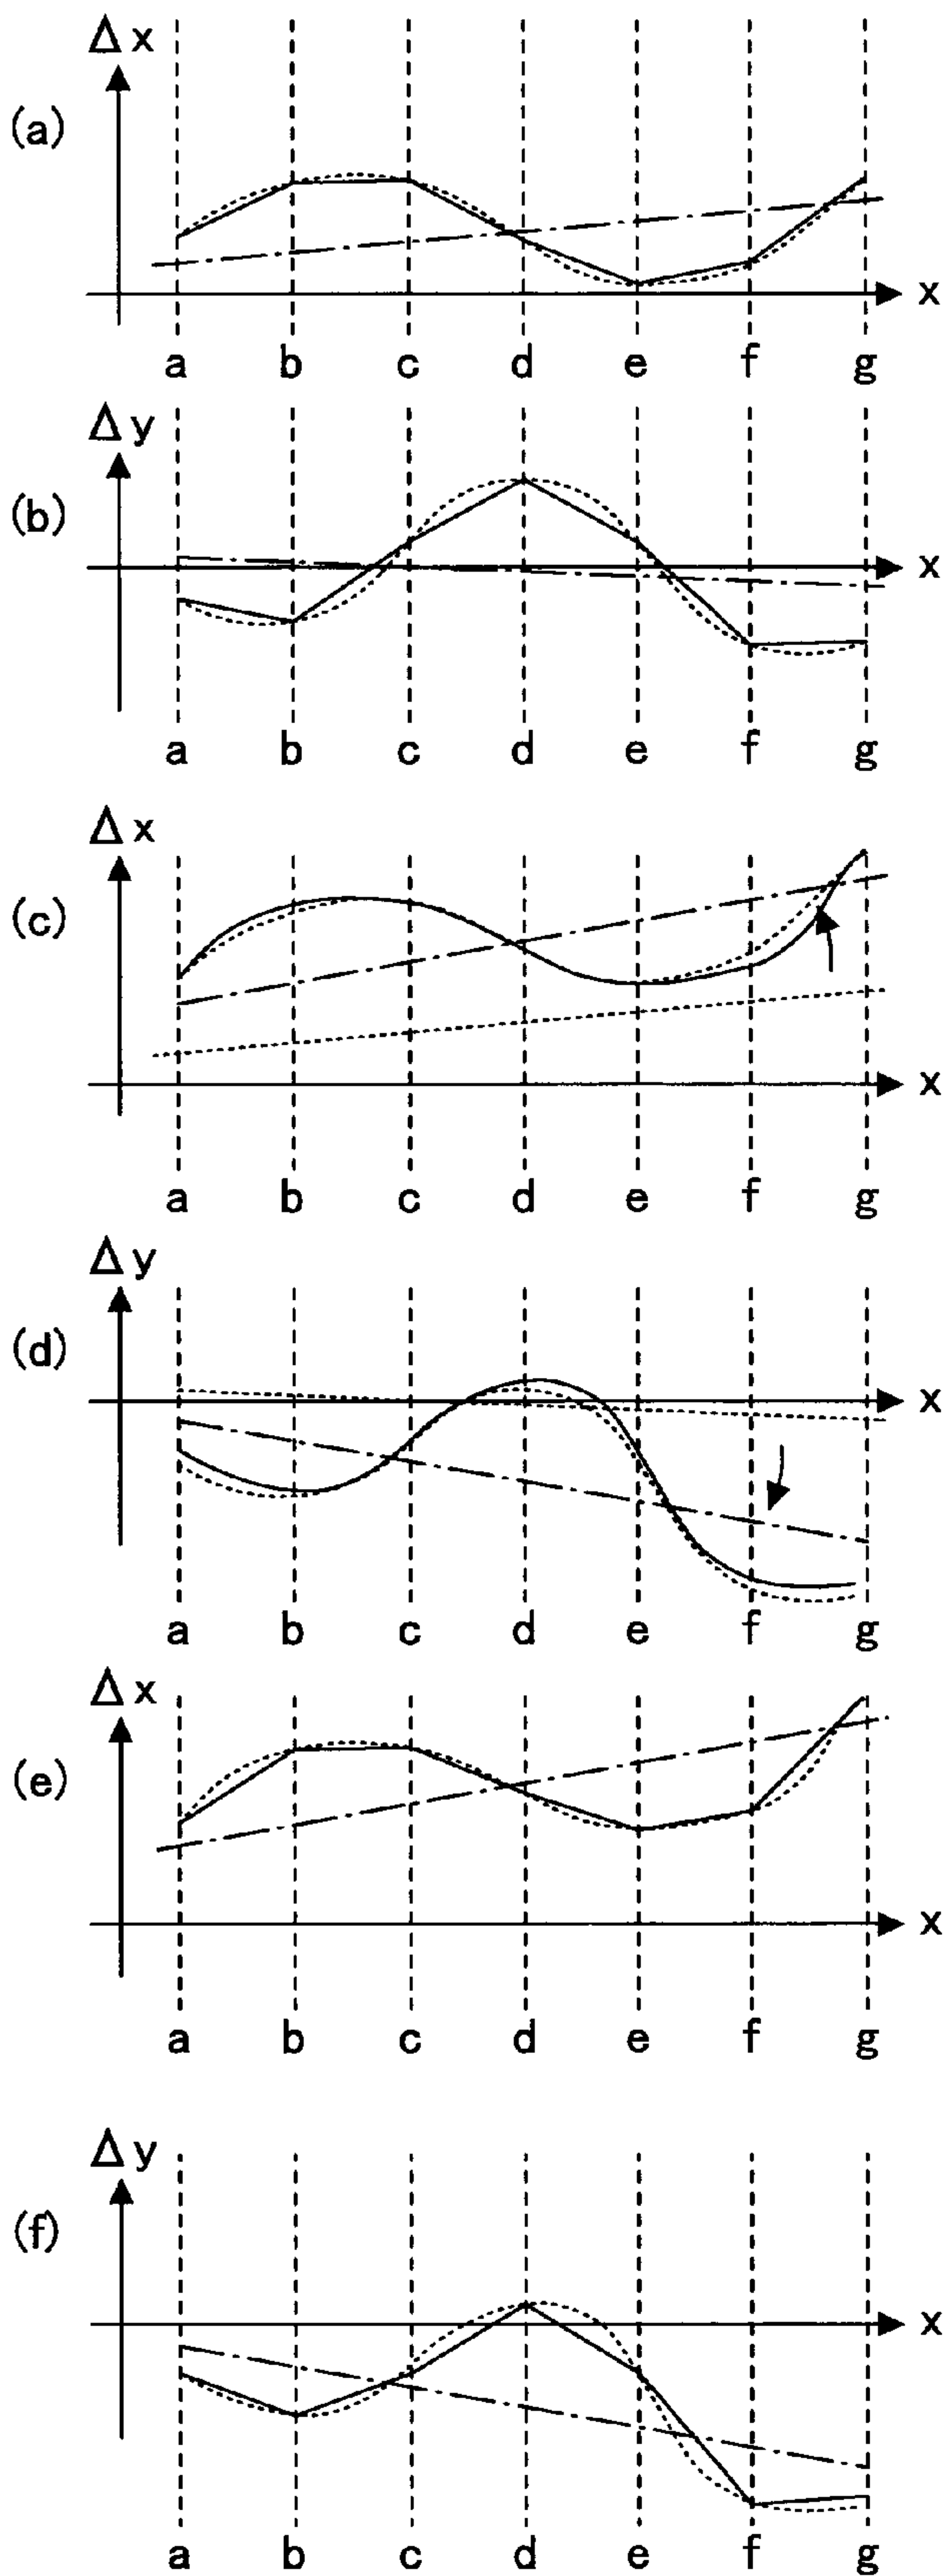 Δx
(a)
x
a b c d e f g
Δy
(b)
x
a b c d e f g
Δx
(c)
x
a b c d e f g
Δy
(d)
x
a b c d e f g
Δx
(e)
x
a b c d e f g
Δy
(f)
x
a b c d e f g